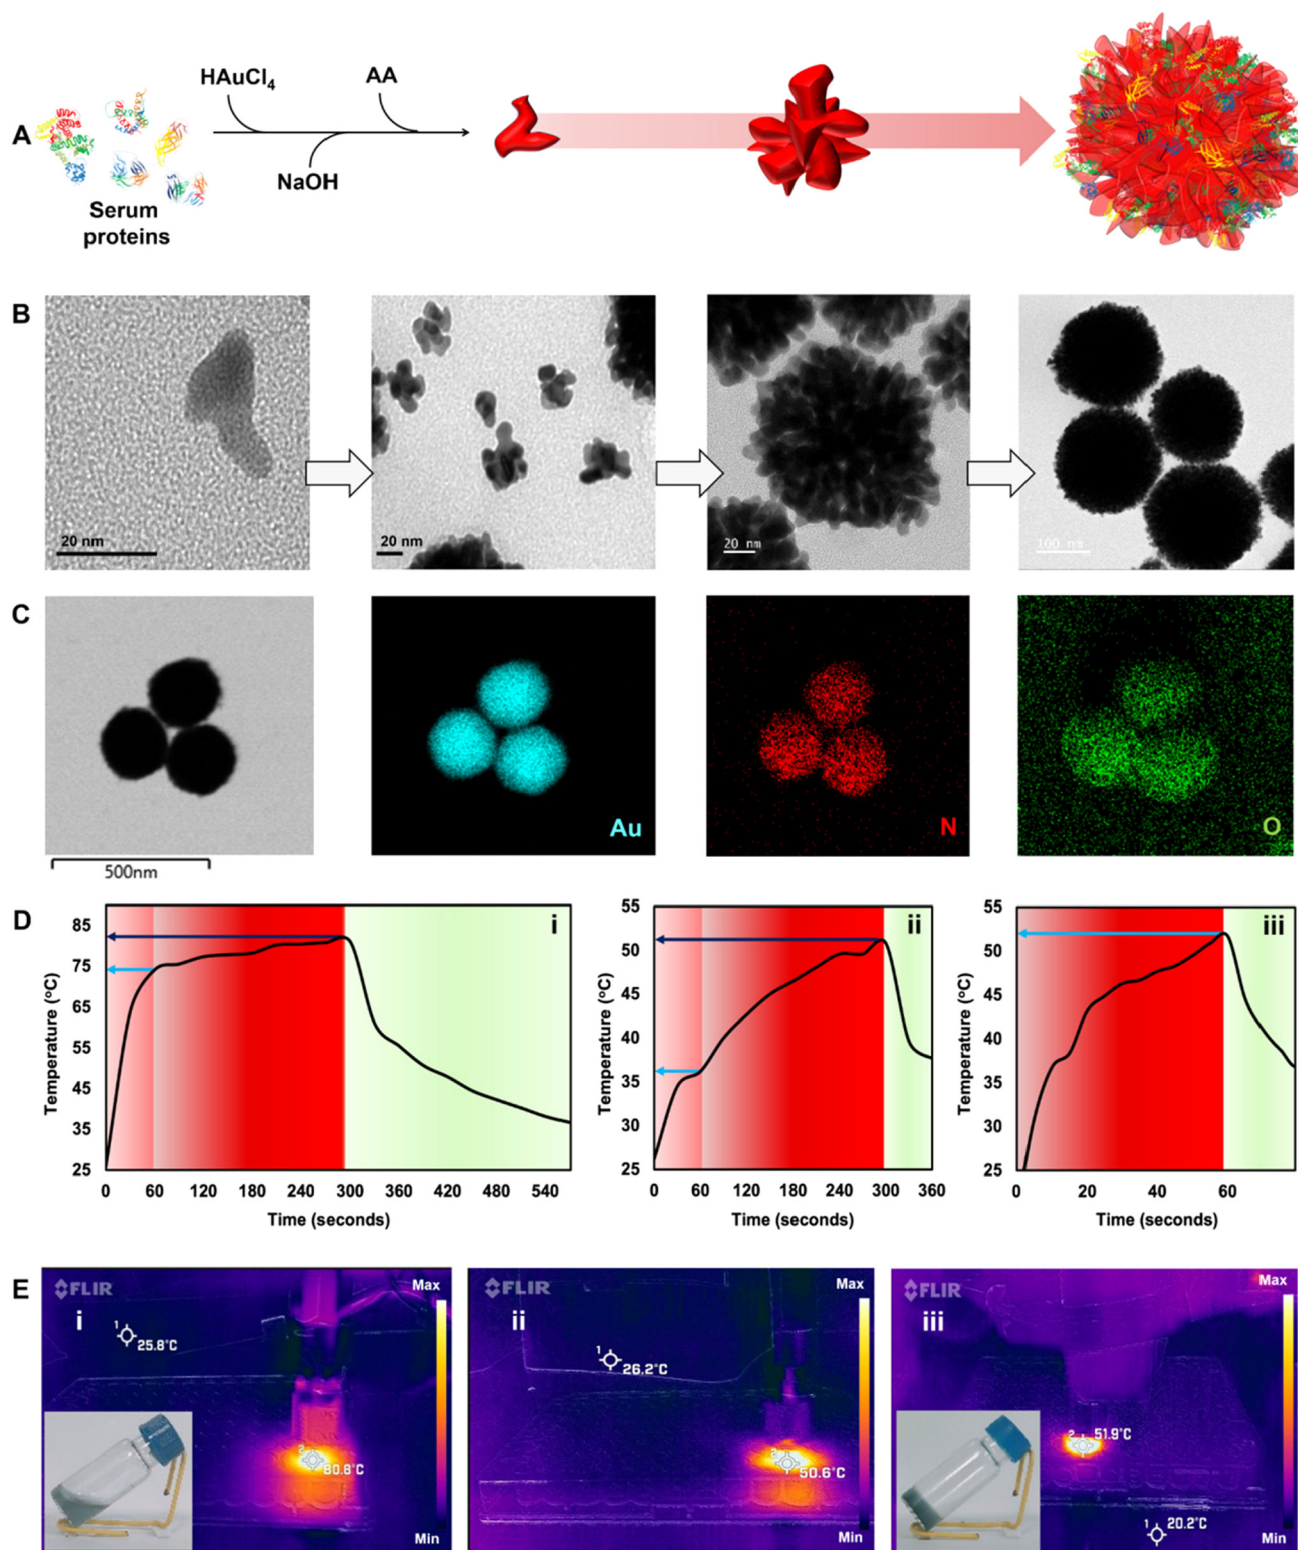 A
HAuCl4
AA
NaOH
Serum
proteins
B
20 nm
20 nm
20 nm
100 nm
C
500nm
Au
N
O
D
i
85
75
65
55
45
35
25
Temperature (°C)
0 60 120 180 240 300 360 420 480 540
Time (seconds)
ii
55
50
45
40
35
30
25
Temperature (°C)
0 60 120 180 240 300 360
Time (seconds)
iii
55
50
45
40
35
30
25
Temperature (°C)
0 20 40 60
Time (seconds)
E
FLIR
i
1
25.8°C
2
80.8°C
Max
Min
FLIR
ii
1
26.2°C
2
50.6°C
Max
Min
FLIR
iii
2
51.9°C
1
20.2°C
Max
Min